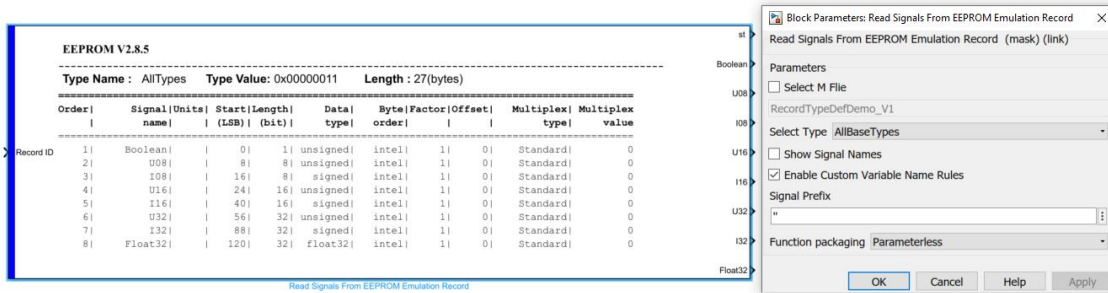 EEPROM V2.8.5
Type Name : AllTypes Type Value: 0x00000011 Length : 27(bytes)
Order| Signal|Units| Start|Length| Data| Byte|Factor|Offset| Multiplex| Multiplex
| name| | (LSB)| (bit)| type| order| | | type| value
1| Boolean| | 0| 1| unsigned| intel| 1| 0| Standard| 0
2| U08| | 8| 8| unsigned| intel| 1| 0| Standard| 0
3| I08| | 16| 8| signed| intel| 1| 0| Standard| 0
4| U16| | 24| 16| unsigned| intel| 1| 0| Standard| 0
5| I16| | 40| 16| signed| intel| 1| 0| Standard| 0
6| U32| | 56| 32| unsigned| intel| 1| 0| Standard| 0
7| I32| | 88| 32| signed| intel| 1| 0| Standard| 0
8| Float32| | 120| 32| float32| intel| 1| 0| Standard| 0
Record ID
st
Boolean
U08
I08
U16
I16
U32
I32
Float32
Read Signals From EEPROM Emulation Record
Block Parameters: Read Signals From EEPROM Emulation Record
Read Signals From EEPROM Emulation Record (mask) (link)
Parameters
Select M Flie
RecordTypeDefDemo_V1
Select Type AllBaseTypes
Show Signal Names
Enable Custom Variable Name Rules
Signal Prefix
''
Function packaging Parameterless
OK Cancel Help Apply